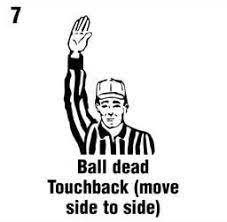 7
Ball dead
Touchback (move
side to side)